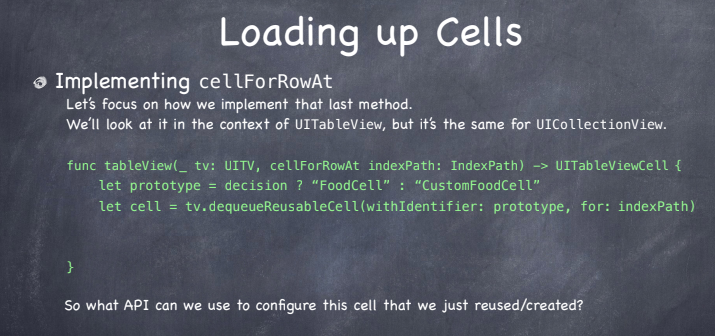 Loading up Cells
Implementing cellForRowAt
Let's focus on how we implement that last method.
We'll look at it in the context of UITableView, but it's the same for UICollectionView.
func tableView(_ tv: UITV, cellForRowAt indexPath: IndexPath) -> UITableViewCell {
let prototype = decision ? “FoodCell” : “CustomFoodCell”
let cell = tv.dequeueReusableCell(withIdentifier: prototype, for: indexPath)
}
So what API can we use to configure this cell that we just reused/created?